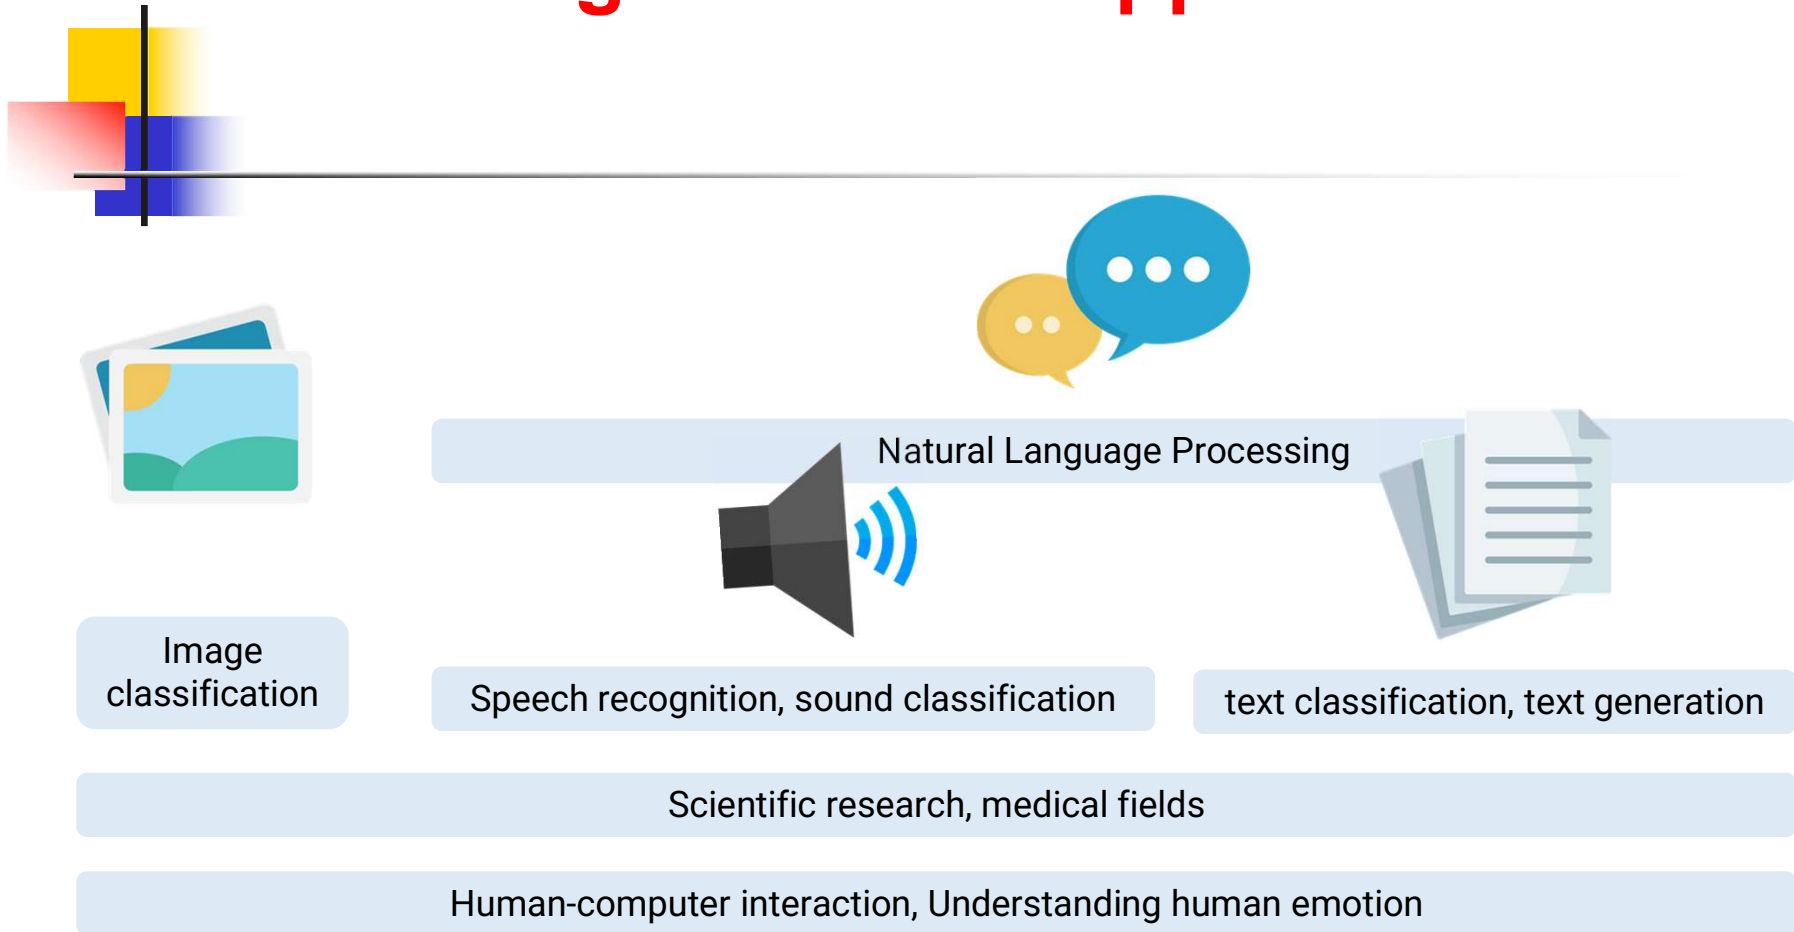 Natural Language Processing
Image
classification
Speech recognition, sound classification
text classification, text generation
Scientific research, medical fields
Human-computer interaction, Understanding human emotion